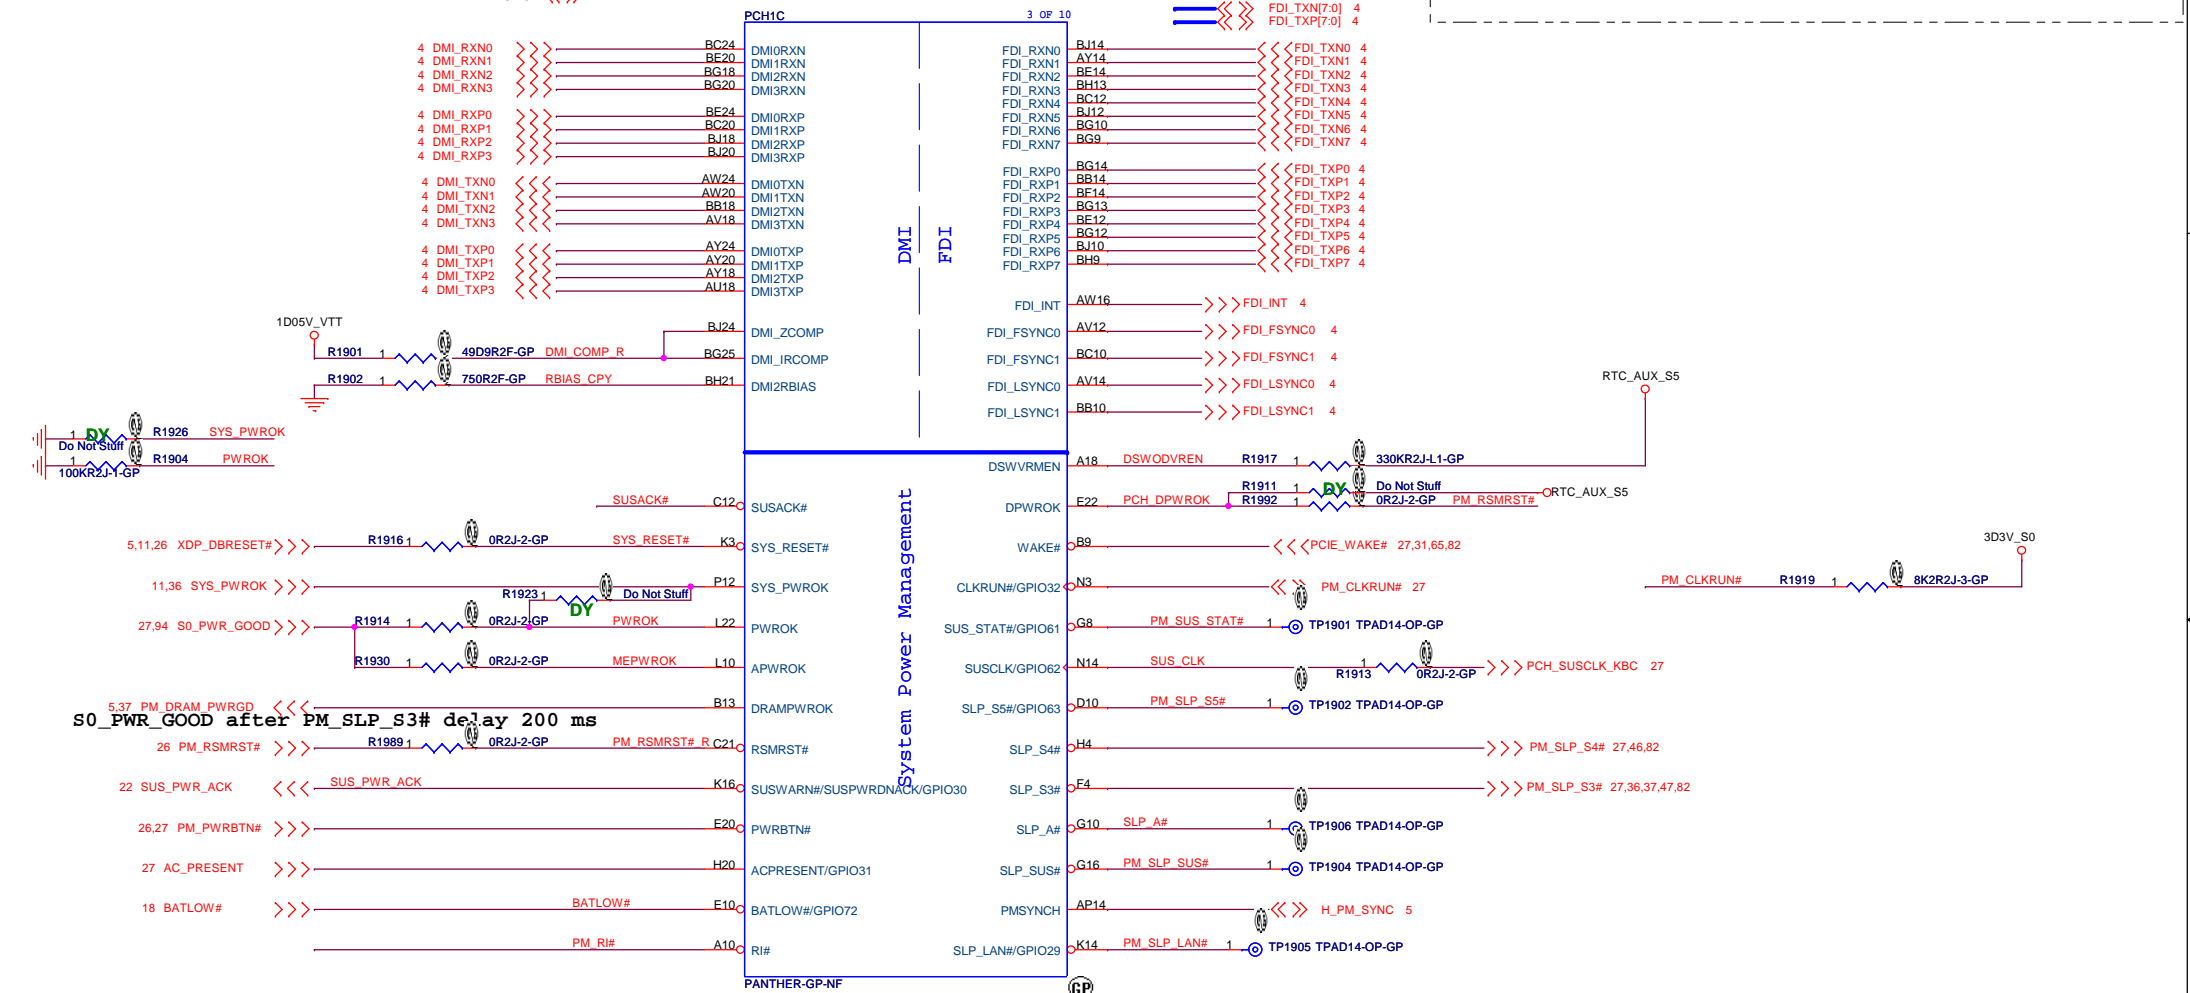 PCH1C
3 OF 10
FDI_TXN[7:0] 4
FDI_TXP[7:0] 4
4 DMI_RXN0 BC24 DMI0RXN
4 DMI_RXN1 BE20 DMI1RXN
4 DMI_RXN2 BG18 DMI2RXN
4 DMI_RXN3 BG20 DMI3RXN
4 DMI_RXP0 BE24 DMI0RXP
4 DMI_RXP1 BC20 DMI1RXP
4 DMI_RXP2 BJ18 DMI2RXP
4 DMI_RXP3 BJ20 DMI3RXP
4 DMI_TXN0 AW24 DMI0TXN
4 DMI_TXN1 AW20 DMI1TXN
4 DMI_TXN2 BB18 DMI2TXN
4 DMI_TXN3 AV18 DMI3TXN
4 DMI_TXP0 AY24 DMI0TXP
4 DMI_TXP1 AY20 DMI1TXP
4 DMI_TXP2 AY18 DMI2TXP
4 DMI_TXP3 AU18 DMI3TXP
1D05V_VTT
BJ24 DMI_ZCOMP
R1901 1 49D9R2F-GP DMI_COMP_R BG25 DMI_IRCOMP
R1902 1 750R2F-GP RBIAS_CPY BH21 DMI2RBIAS
1 DY R1926 SYS_PWROK
Do Not Stuff
1 R1904 PWROK
100KR2J-1-GP
DMI
FDI
FDI_RXN0 BJ14 FDI_TXN0 4
FDI_RXN1 AY14 FDI_TXN1 4
FDI_RXN2 BE14 FDI_TXN2 4
FDI_RXN3 BH13 FDI_TXN3 4
FDI_RXN4 BC12 FDI_TXN4 4
FDI_RXN5 BJ12 FDI_TXN5 4
FDI_RXN6 BG10 FDI_TXN6 4
FDI_RXN7 BG9 FDI_TXN7 4
FDI_RXP0 BG14 FDI_TXP0 4
FDI_RXP1 BB14 FDI_TXP1 4
FDI_RXP2 BF14 FDI_TXP2 4
FDI_RXP3 BG13 FDI_TXP3 4
FDI_RXP4 BE12 FDI_TXP4 4
FDI_RXP5 BG12 FDI_TXP5 4
FDI_RXP6 BJ10 FDI_TXP6 4
FDI_RXP7 BH9 FDI_TXP7 4
FDI_INT AW16 FDI_INT 4
FDI_FSYNC0 AV12 FDI_FSYNC0 4
FDI_FSYNC1 BC10 FDI_FSYNC1 4
FDI_LSYNC0 AV14 FDI_LSYNC0 4
FDI_LSYNC1 BB10 FDI_LSYNC1 4
System Power Management
SUSACK# C12 SUSACK#
5,11,26 XDP_DBRESET# R1916 1 0R2J-2-GP SYS_RESET# K3 SYS_RESET#
11,36 SYS_PWROK P12 SYS_PWROK
R1923 1 DY Do Not Stuff
27,94 S0_PWR_GOOD R1914 1 0R2J-2-GP PWROK L22 PWROK
R1930 1 0R2J-2-GP MEPWROK L10 APWROK
5,37 PM_DRAM_PWRGD B13 DRAMPWROK
S0_PWR_GOOD after PM_SLP_S3# delay 200 ms
26 PM_RSMRST# R1989 1 0R2J-2-GP PM_RSMRST#_R C21 RSMRST#
22 SUS_PWR_ACK SUS_PWR_ACK K16 SUSWARN#/SUSPWRDNACK/GPIO30
26,27 PM_PWRBTN# E20 PWRBTN#
27 AC_PRESENT H20 ACPRESENT/GPIO31
18 BATLOW# BATLOW# E10 BATLOW#/GPIO72
PM_RI# A10 RI#
RTC_AUX_S5
DSWVRMEN A18 DSWODVREN R1917 1 330KR2J-L1-GP
R1911 1 DY Do Not Stuff RTC_AUX_S5
DPWROK E22 PCH_DPWROK R1992 1 0R2J-2-GP PM_RSMRST#
WAKE# B9 PCIE_WAKE# 27,31,65,82
3D3V_S0
CLKRUN#/GPIO32 N3 PM_CLKRUN# 27
PM_CLKRUN# R1919 1 8K2R2J-3-GP
SUS_STAT#/GPIO61 G8 PM_SUS_STAT# 1 TP1901 TPAD14-OP-GP
SUSCLK/GPIO62 N14 SUS_CLK 1 R1913 0R2J-2-GP PCH_SUSCLK_KBC 27
SLP_S5#/GPIO63 D10 PM_SLP_S5# 1 TP1902 TPAD14-OP-GP
SLP_S4# H4 PM_SLP_S4# 27,46,82
SLP_S3# F4 PM_SLP_S3# 27,36,37,47,82
SLP_A# G10 SLP_A# 1 TP1906 TPAD14-OP-GP
SLP_SUS# G16 PM_SLP_SUS# 1 TP1904 TPAD14-OP-GP
PMSYNCH AP14 H_PM_SYNC 5
SLP_LAN#/GPIO29 K14 PM_SLP_LAN# 1 TP1905 TPAD14-OP-GP
PANTHER-GP-NF
GP